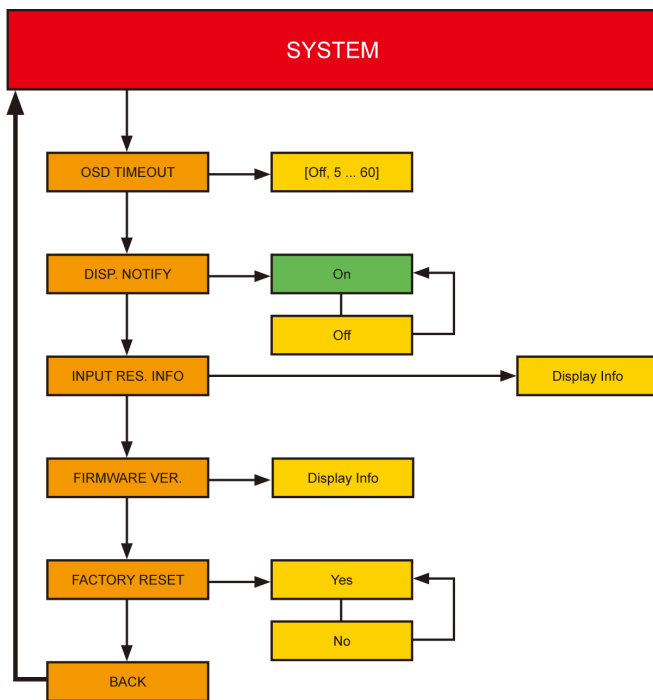 SYSTEM
OSD TIMEOUT
[Off, 5 ... 60]
DISP. NOTIFY
On
Off
INPUT RES. INFO
Display Info
FIRMWARE VER.
Display Info
FACTORY RESET
Yes
No
BACK